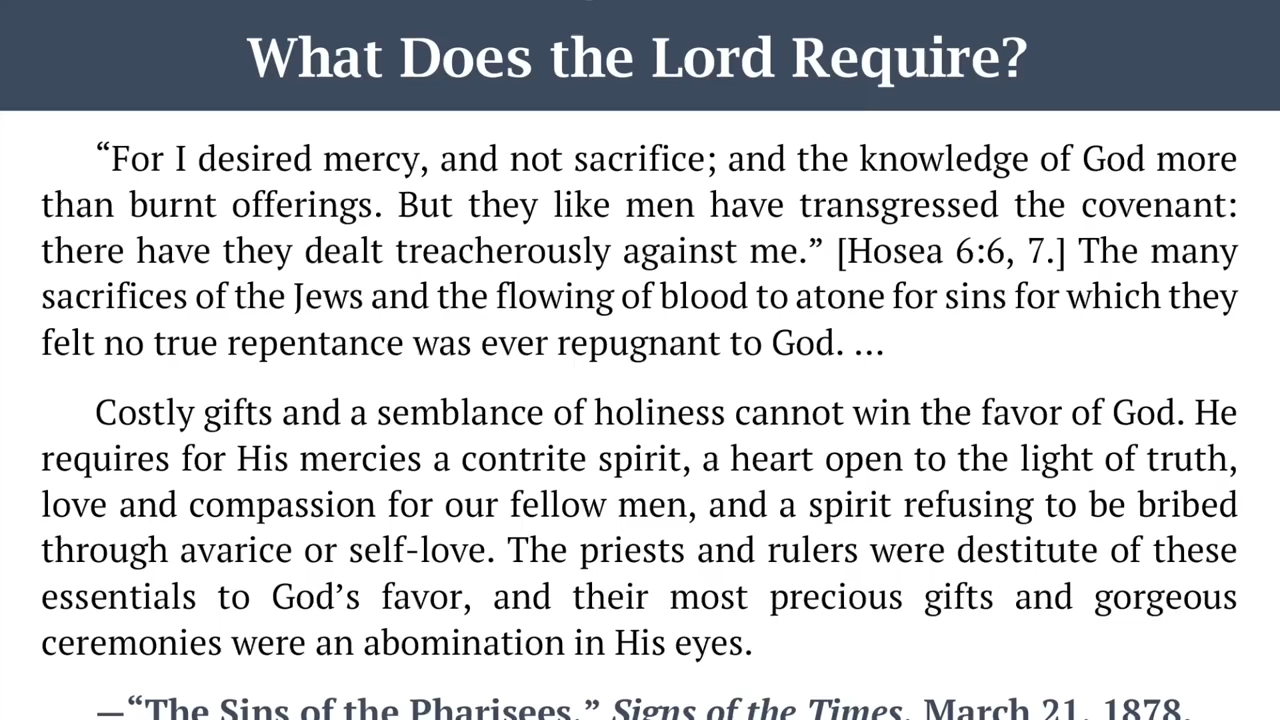 What Does the Lord Require?
“For I desired mercy, and not sacrifice; and the knowledge of God more
than burnt offerings. But they like men have transgressed the covenant:
there have they dealt treacherously against me.” [Hosea 6:6, 7.] The many
sacrifices of the Jews and the flowing of blood to atone for sins for which they
felt no true repentance was ever repugnant to God. …
Costly gifts and a semblance of holiness cannot win the favor of God. He
requires for His mercies a contrite spirit, a heart open to the light of truth,
love and compassion for our fellow men, and a spirit refusing to be bribed
through avarice or self-love. The priests and rulers were destitute of these
essentials to God’s favor, and their most precious gifts and gorgeous
ceremonies were an abomination in His eyes.
—“The Sins of the Pharisees,” Signs of the Times, March 21, 1878.